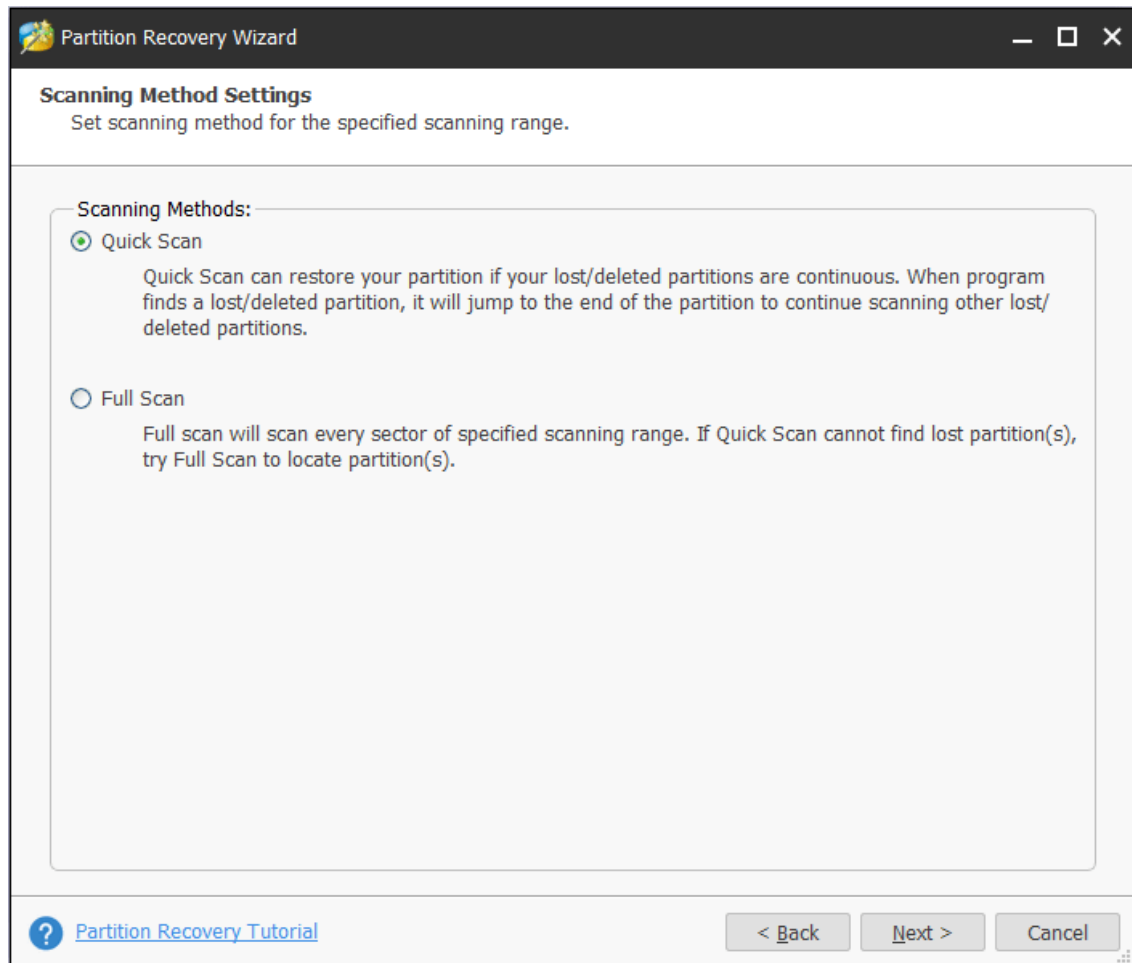 Partition Recovery Wizard
Scanning Method Settings
Set scanning method for the specified scanning range.
Scanning Methods:
Quick Scan
Quick Scan can restore your partition if your lost/deleted partitions are continuous. When program
finds a lost/deleted partition, it will jump to the end of the partition to continue scanning other lost/
deleted partitions.
Full Scan
Full scan will scan every sector of specified scanning range. If Quick Scan cannot find lost partition(s),
try Full Scan to locate partition(s).
? Partition Recovery Tutorial
< Back Next > Cancel